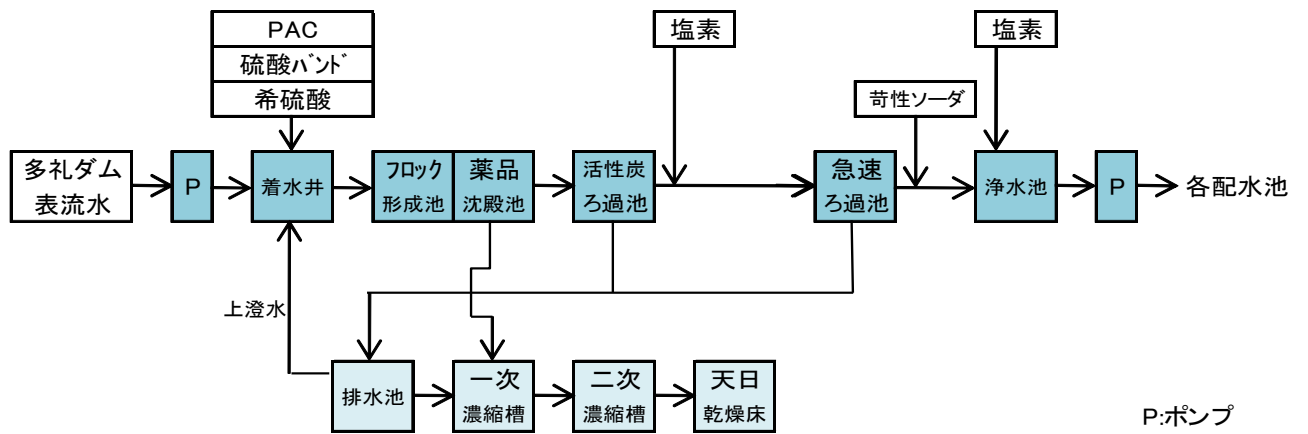 PAC
硫酸バンド
希硫酸
塩素
塩素
苛性ソーダ
多礼ダム
表流水
P
着水井
フロック
形成池
薬品
沈殿池
活性炭
ろ過池
急速
ろ過池
浄水池
P
各配水池
上澄水
排水池
一次
濃縮槽
二次
濃縮槽
天日
乾燥床
P:ポンプ